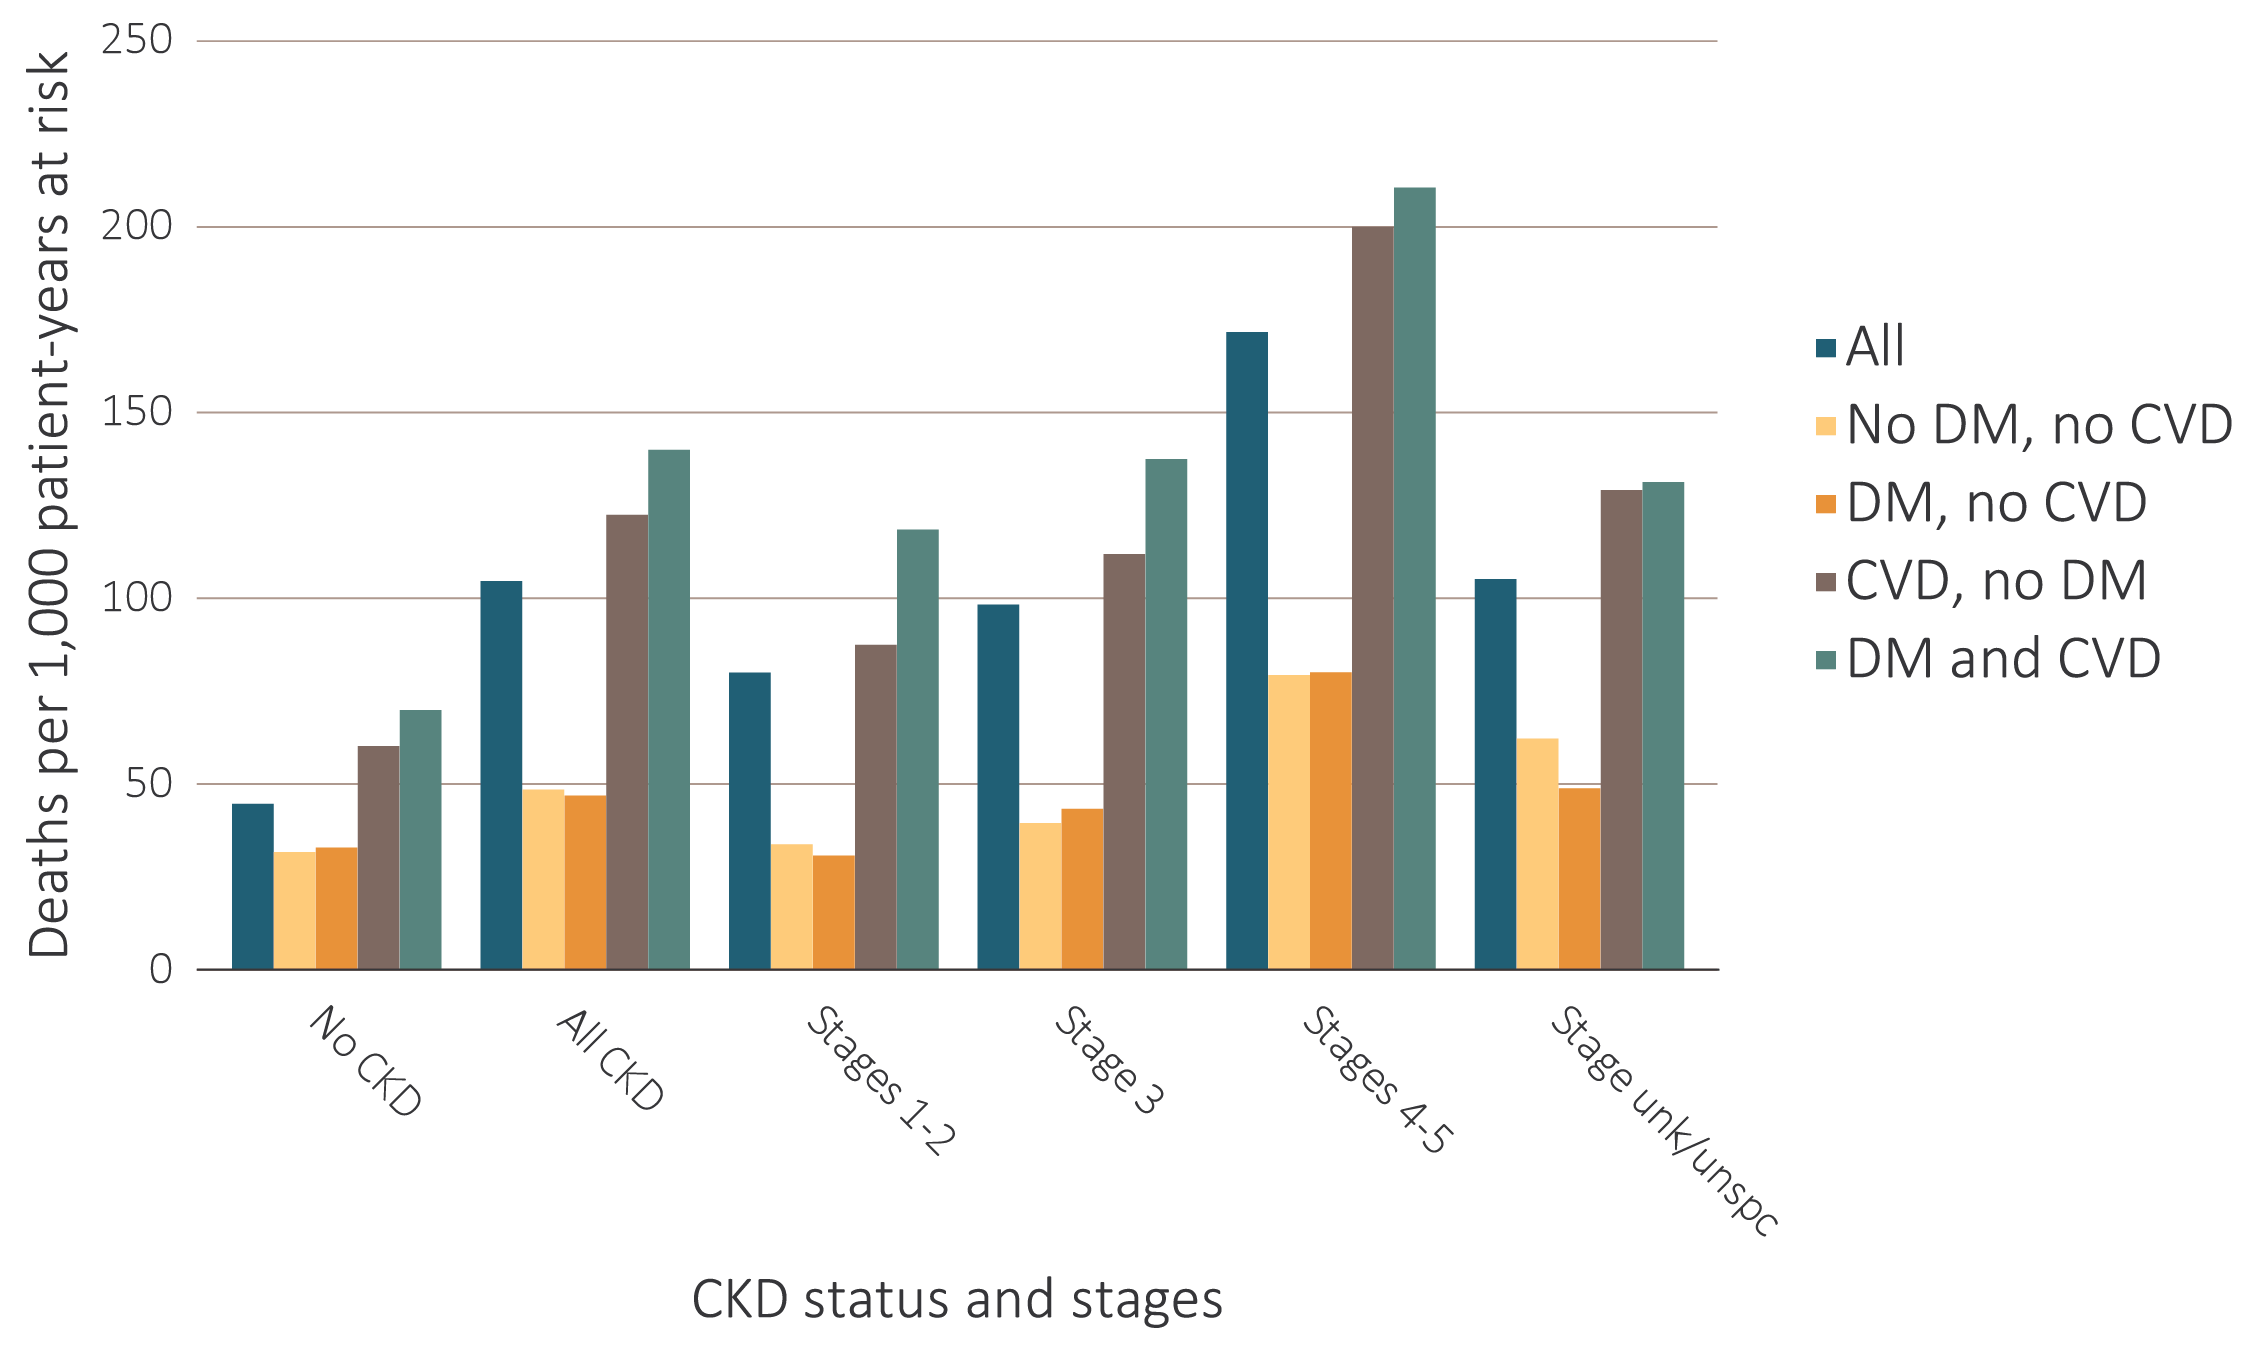 Deaths per 1,000 patient-years at risk
250
200
150
100
50
0
No CKD
All CKD
Stages 1-2
Stage 3
Stages 4-5
Stage unk/unspc
CKD status and stages
All
No DM, no CVD
DM, no CVD
CVD, no DM
DM and CVD